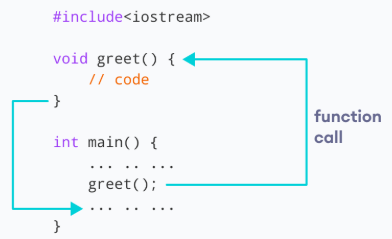 #include<iostream>
void greet() {
// code
}
int main() {
... .. ...
greet();
... .. ...
}
function
call